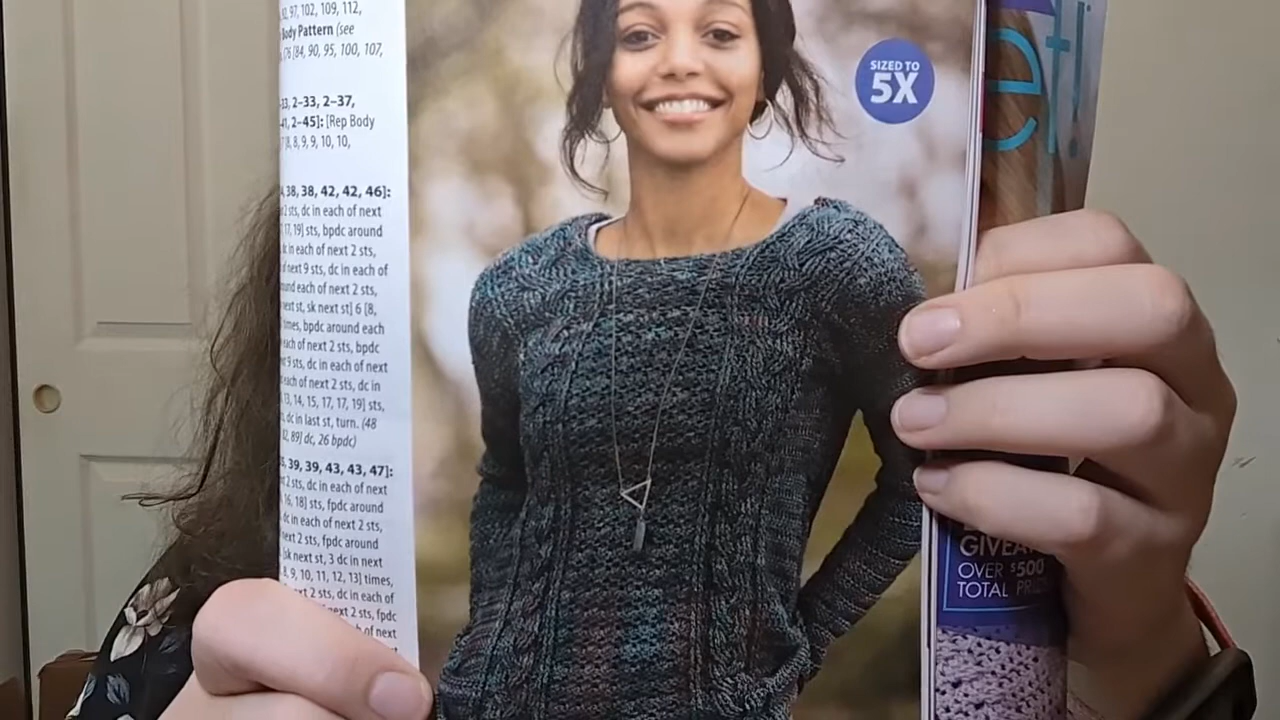 92, 97, 102, 109, 112,
Body Pattern (see
[76 [84, 90, 95, 100, 107,
33, 2–33, 2–37,
41, 2–45]: [Rep Body
[8, 8, 9, 9, 10, 10,
38, 38, 42, 42, 46]:
2 sts, dc in each of next
17, 19] sts, bpdc around
in each of next 2 sts,
next 9 sts, dc in each of
each of next 2 sts,
next st, sk next st] 6 [8,
times, bpdc around each
each of next 2 sts, bpdc
9 sts, dc in each of next
each of next 2 sts, dc in
13, 14, 15, 17, 17, 19] sts,
dc in last st, turn. (48
82, 89] dc, 26 bpdc)
39, 39, 43, 43, 47]:
2 sts, dc in each of next
16, 18] sts, fpdc around
dc in each of next 2 sts,
next 2 sts, fpdc around
[sk next st, 3 dc in next
8, 9, 10, 11, 12, 13] times,
2 sts, dc in each of
next 2 sts, fpdc
of next
SIZED TO
5X
et!
OVER $500
TOTAL